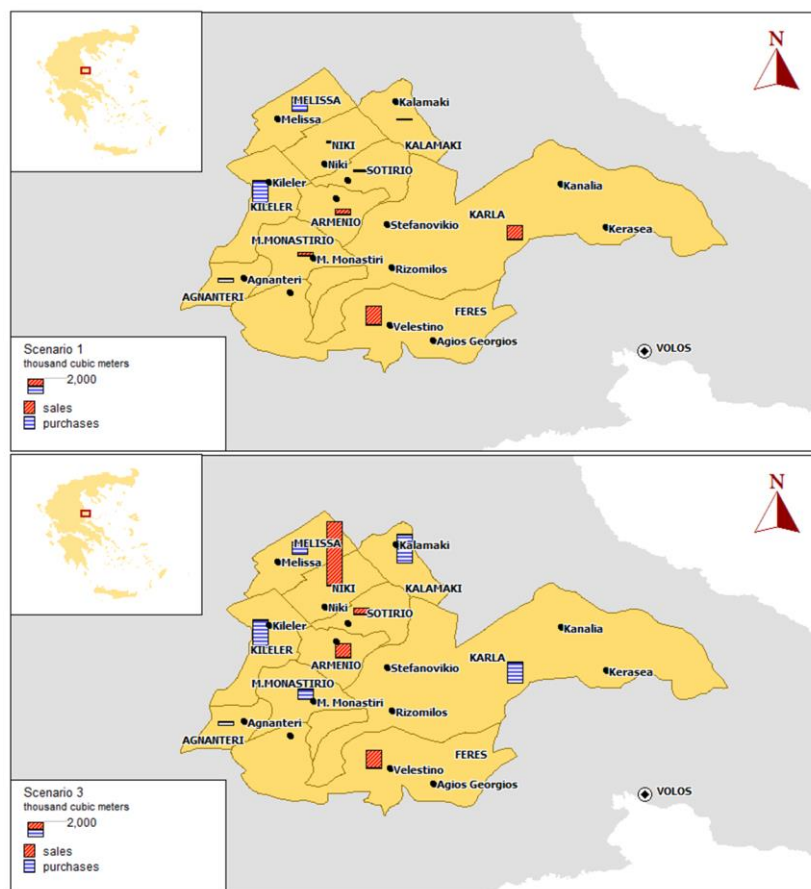 N
MELISSA
Kalamaki
Melissa
NIKI
KALAMAKI
Niki
SOTIRIO
Kileler
Kanalia
KILELER
KARLA
ARMENIO
Stefanovikio
Kerasea
M.MONASTIRIO
M. Monastiri
Rizomilos
Agnanteri
AGNANTERI
FERES
Velestino
Agios Georgios
VOLOS
Scenario 1
thousand cubic meters
2,000
sales
purchases
N
MELISSA
Kalamaki
Melissa
NIKI
KALAMAKI
Niki
SOTIRIO
Kileler
Kanalia
KILELER
KARLA
ARMENIO
Stefanovikio
Kerasea
M.MONASTIRIO
M. Monastiri
Rizomilos
Agnanteri
AGNANTERI
FERES
Velestino
Agios Georgios
VOLOS
Scenario 3
thousand cubic meters
2,000
sales
purchases